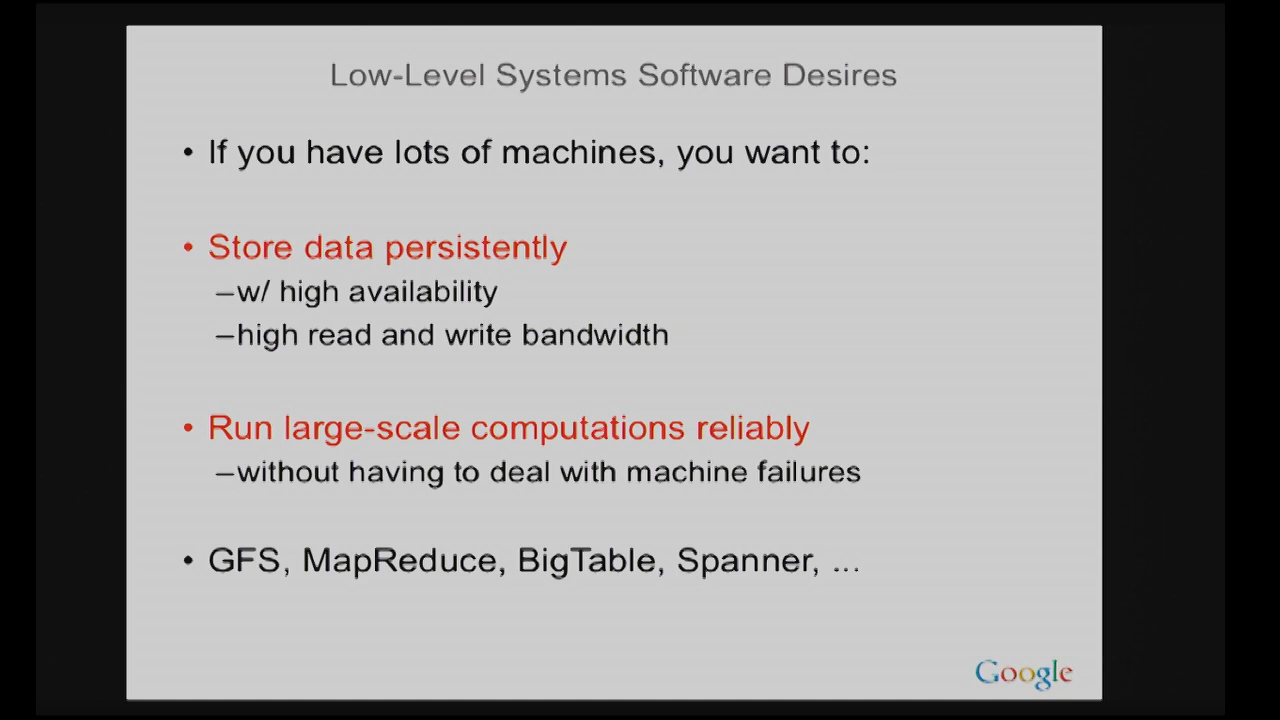 Low-Level Systems Software Desires
• If you have lots of machines, you want to:
• Store data persistently
–w/ high availability
–high read and write bandwidth
• Run large-scale computations reliably
–without having to deal with machine failures
• GFS, MapReduce, BigTable, Spanner, ...
Google